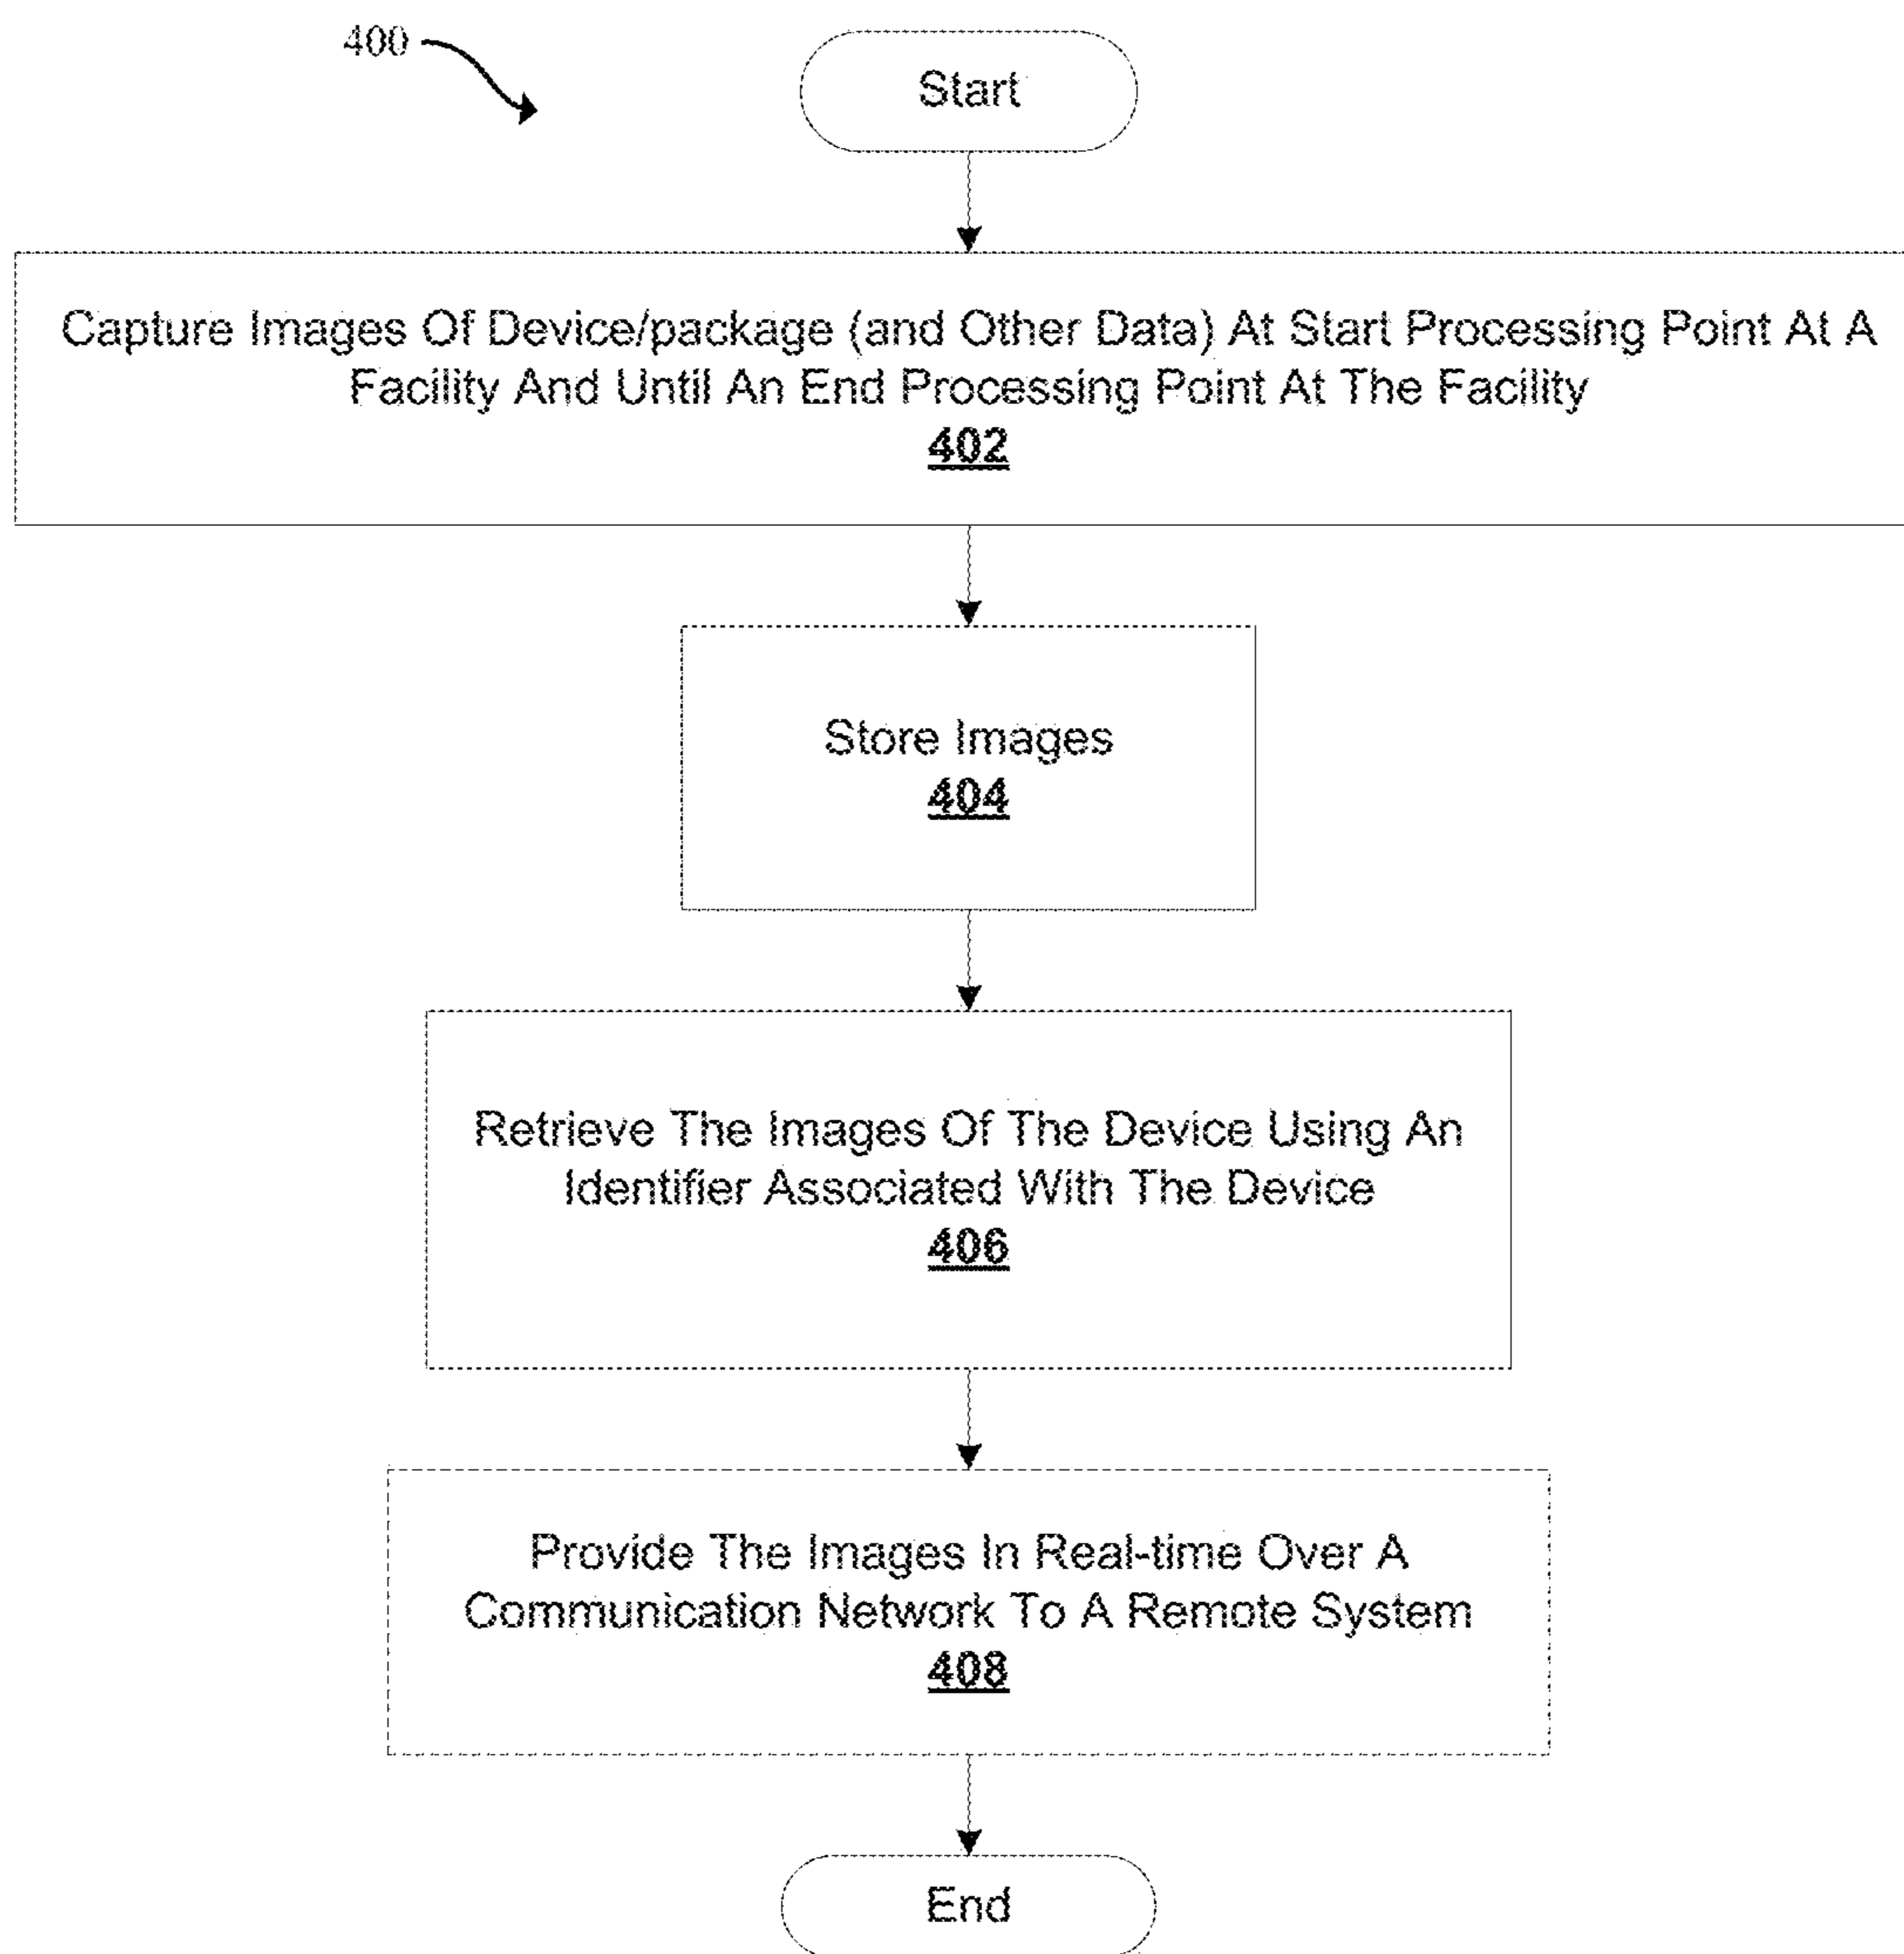 400
Start
Capture Images Of Device/package (and Other Data) At Start Processing Point At A
Facility And Until An End Processing Point At The Facility
402
Store Images
404
Retrieve The Images Of The Device Using An
Identifier Associated With The Device
406
Provide The Images In Real-time Over A
Communication Network To A Remote System
408
End